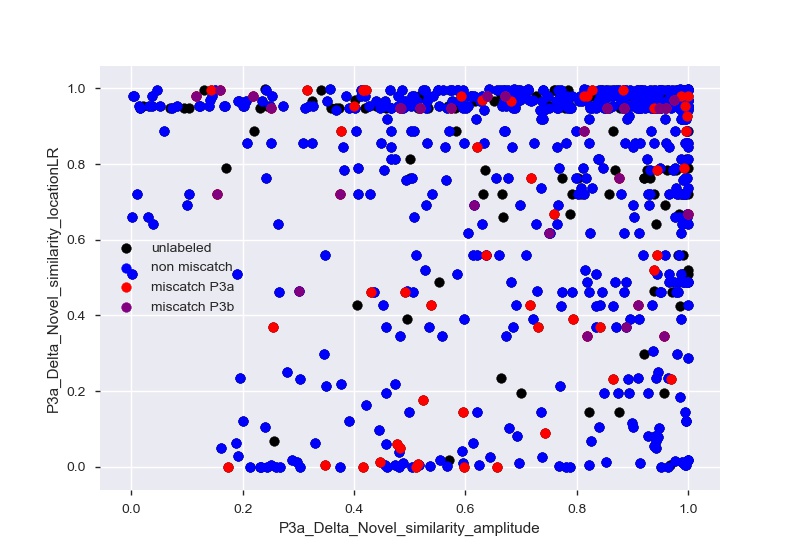 1.0
0.8
0.6
0.4
0.2
0.0
P3a_Delta_Novel_similarity_locationLR
unlabeled
non miscatch
miscatch P3a
miscatch P3b
0.0 0.2 0.4 0.6 0.8 1.0
P3a_Delta_Novel_similarity_amplitude